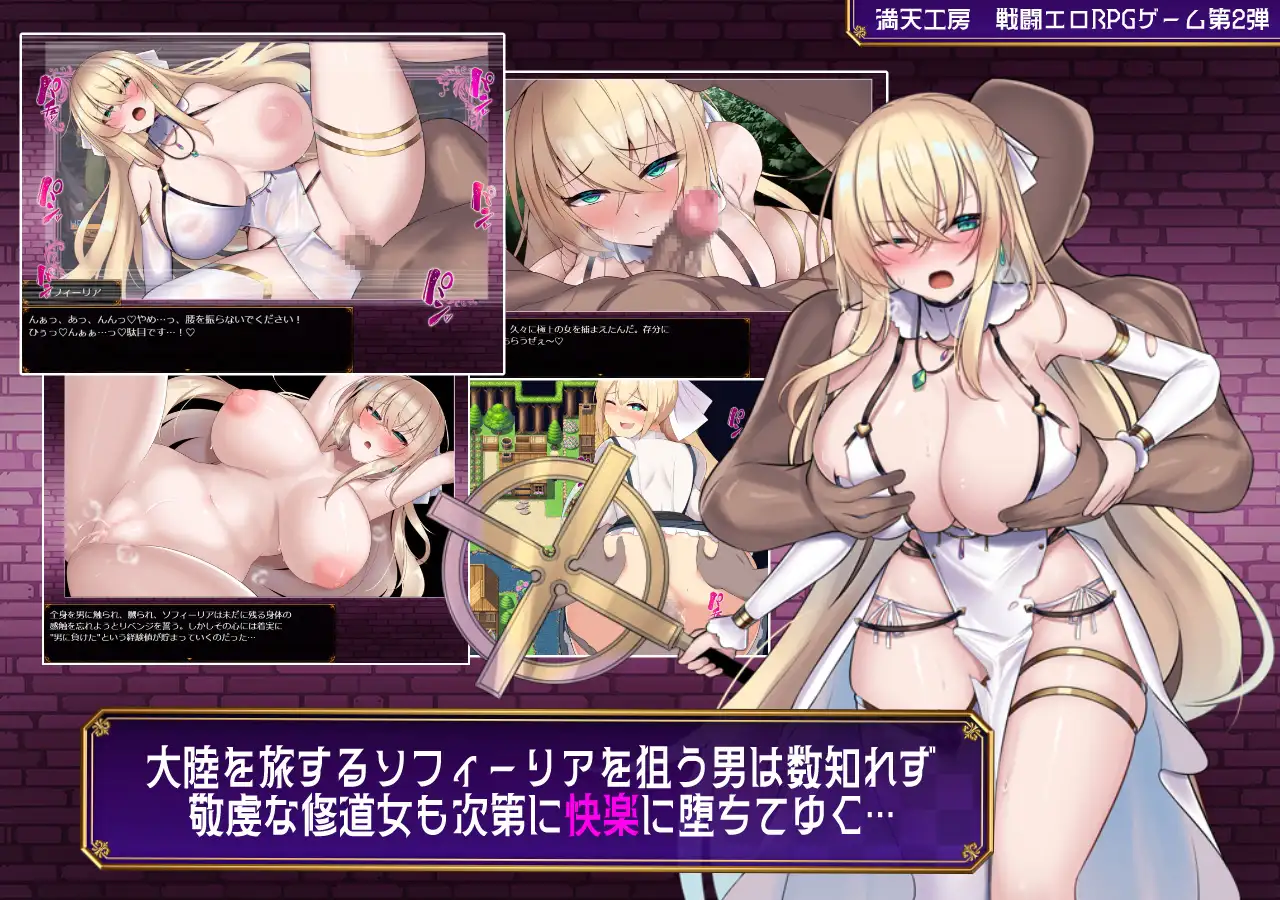 満天工房　戦闘エロRPGゲーム第2弾
フィーリア
んぁっ、あっ、んんっ♡やめ…っ、腰を振らないでください！
ひぅっ♡んぁぁ…っ♡駄目です…！♡
久々に極上の女を捕まえたんだ。存分に
もらうぜぇ～♡
全身を男に触られ、嬲られ、ソフィーリアは未だに残る身体の
感触を忘れようとリベンジを誓う。しかしその心には着実に
"男に負けた"という経験値が貯まっていくのだった…
大陸を旅するソフィーリアを狙う男は数知れず
敬虔な修道女も次第に快楽に堕ちてゆく…